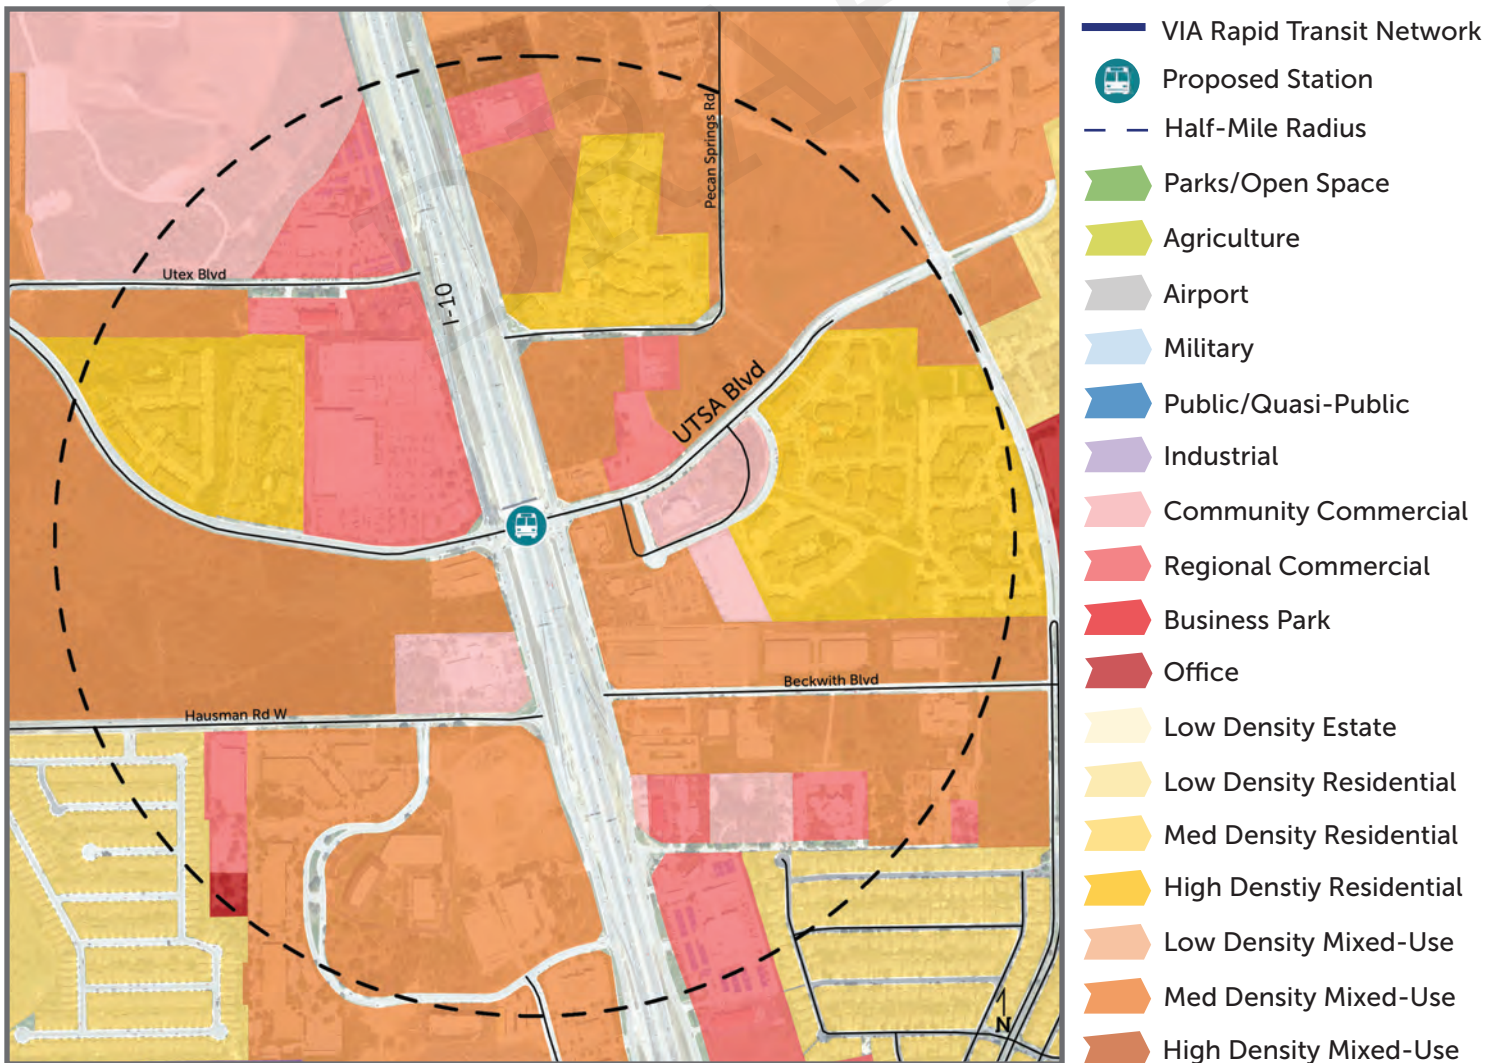 VIA Rapid Transit Network
Proposed Station
Half-Mile Radius
Parks/Open Space
Agriculture
Airport
Military
Public/Quasi-Public
Industrial
Community Commercial
Regional Commercial
Business Park
Office
Low Density Estate
Low Density Residential
Med Density Residential
High Denstiy Residential
Low Density Mixed-Use
Med Density Mixed-Use
High Density Mixed-Use
Pecan Springs Rd
Utex Blvd
I-10
UTSA Blvd
Beckwith Blvd
Hausman Rd W
N
DRAF